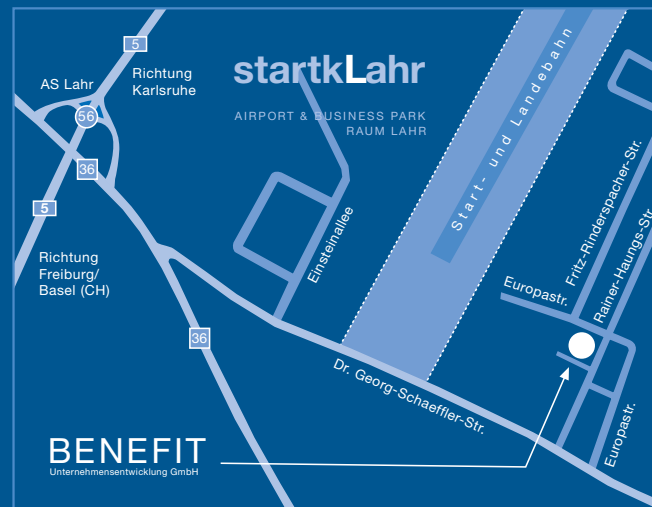 5
AS Lahr
Richtung
Karlsruhe
56
36
5
Richtung
Freiburg/
Basel (CH)
36
startkLahr
AIRPORT & BUSINESS PARK
RAUM LAHR
Einsteinallee
Start- und Landebahn
Dr. Georg-Schaeffler-Str.
Europastr.
Fritz-Rinderspacher-Str.
Rainer-Haungs-Str.
Europastr.
BENEFIT
Unternehmensentwicklung GmbH